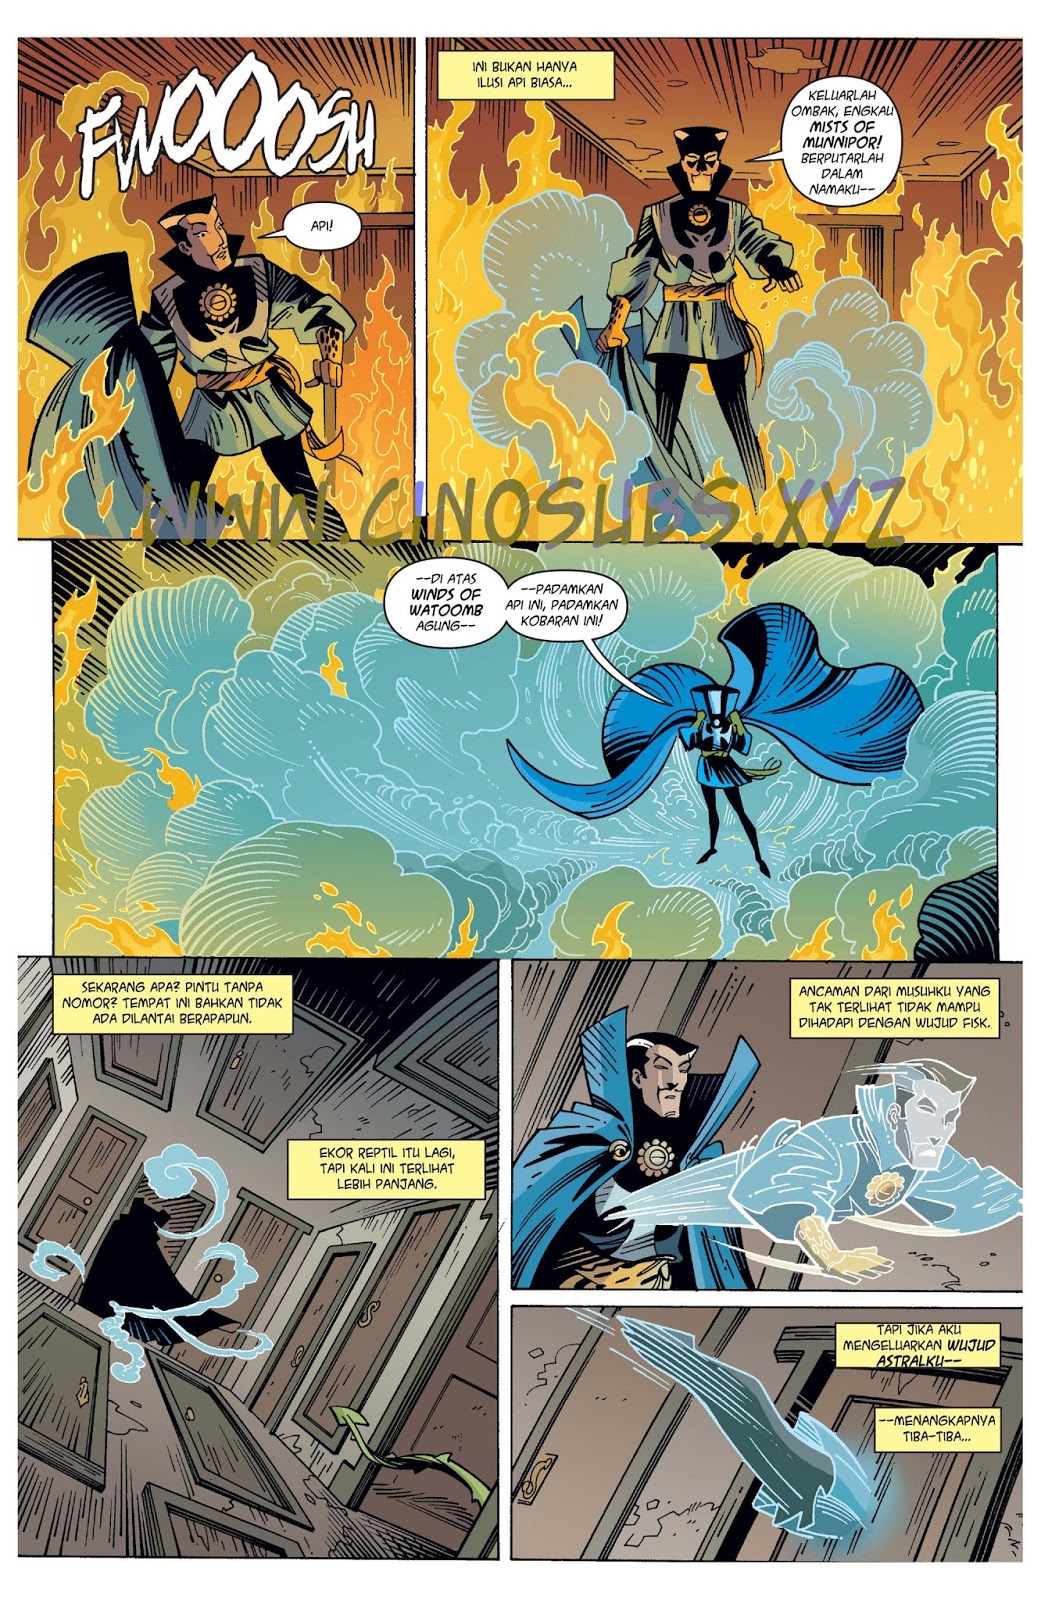 FWOOOSH
API!
INI BUKAN HANYA
ILUSI API BIASA...
KELUARLAH
OMBAK, ENGKAU
MISTS OF
MUNNIPOR!
BERPUTARLAH
DALAM
NAMAKU--
WWW.CINOSUBS.XYZ
--DI ATAS
WINDS OF
WATOOMB
AGUNG--
--PADAMKAN
API INI, PADAMKAN
KOBARAN INI!
SEKARANG APA? PINTU TANPA
NOMOR? TEMPAT INI BAHKAN TIDAK
ADA DILANTAI BERAPAPUN.
EKOR REPTIL ITU LAGI,
TAPI KALI INI TERLIHAT
LEBIH PANJANG.
ANCAMAN DARI MUSUHKU YANG
TAK TERLIHAT TIDAK MAMPU
DIHADAPI DENGAN WUJUD FISK.
TAPI JIKA AKU
MENGELUARKAN WUJUD
ASTRALKU--
--MENANGKAPNYA
TIBA-TIBA...